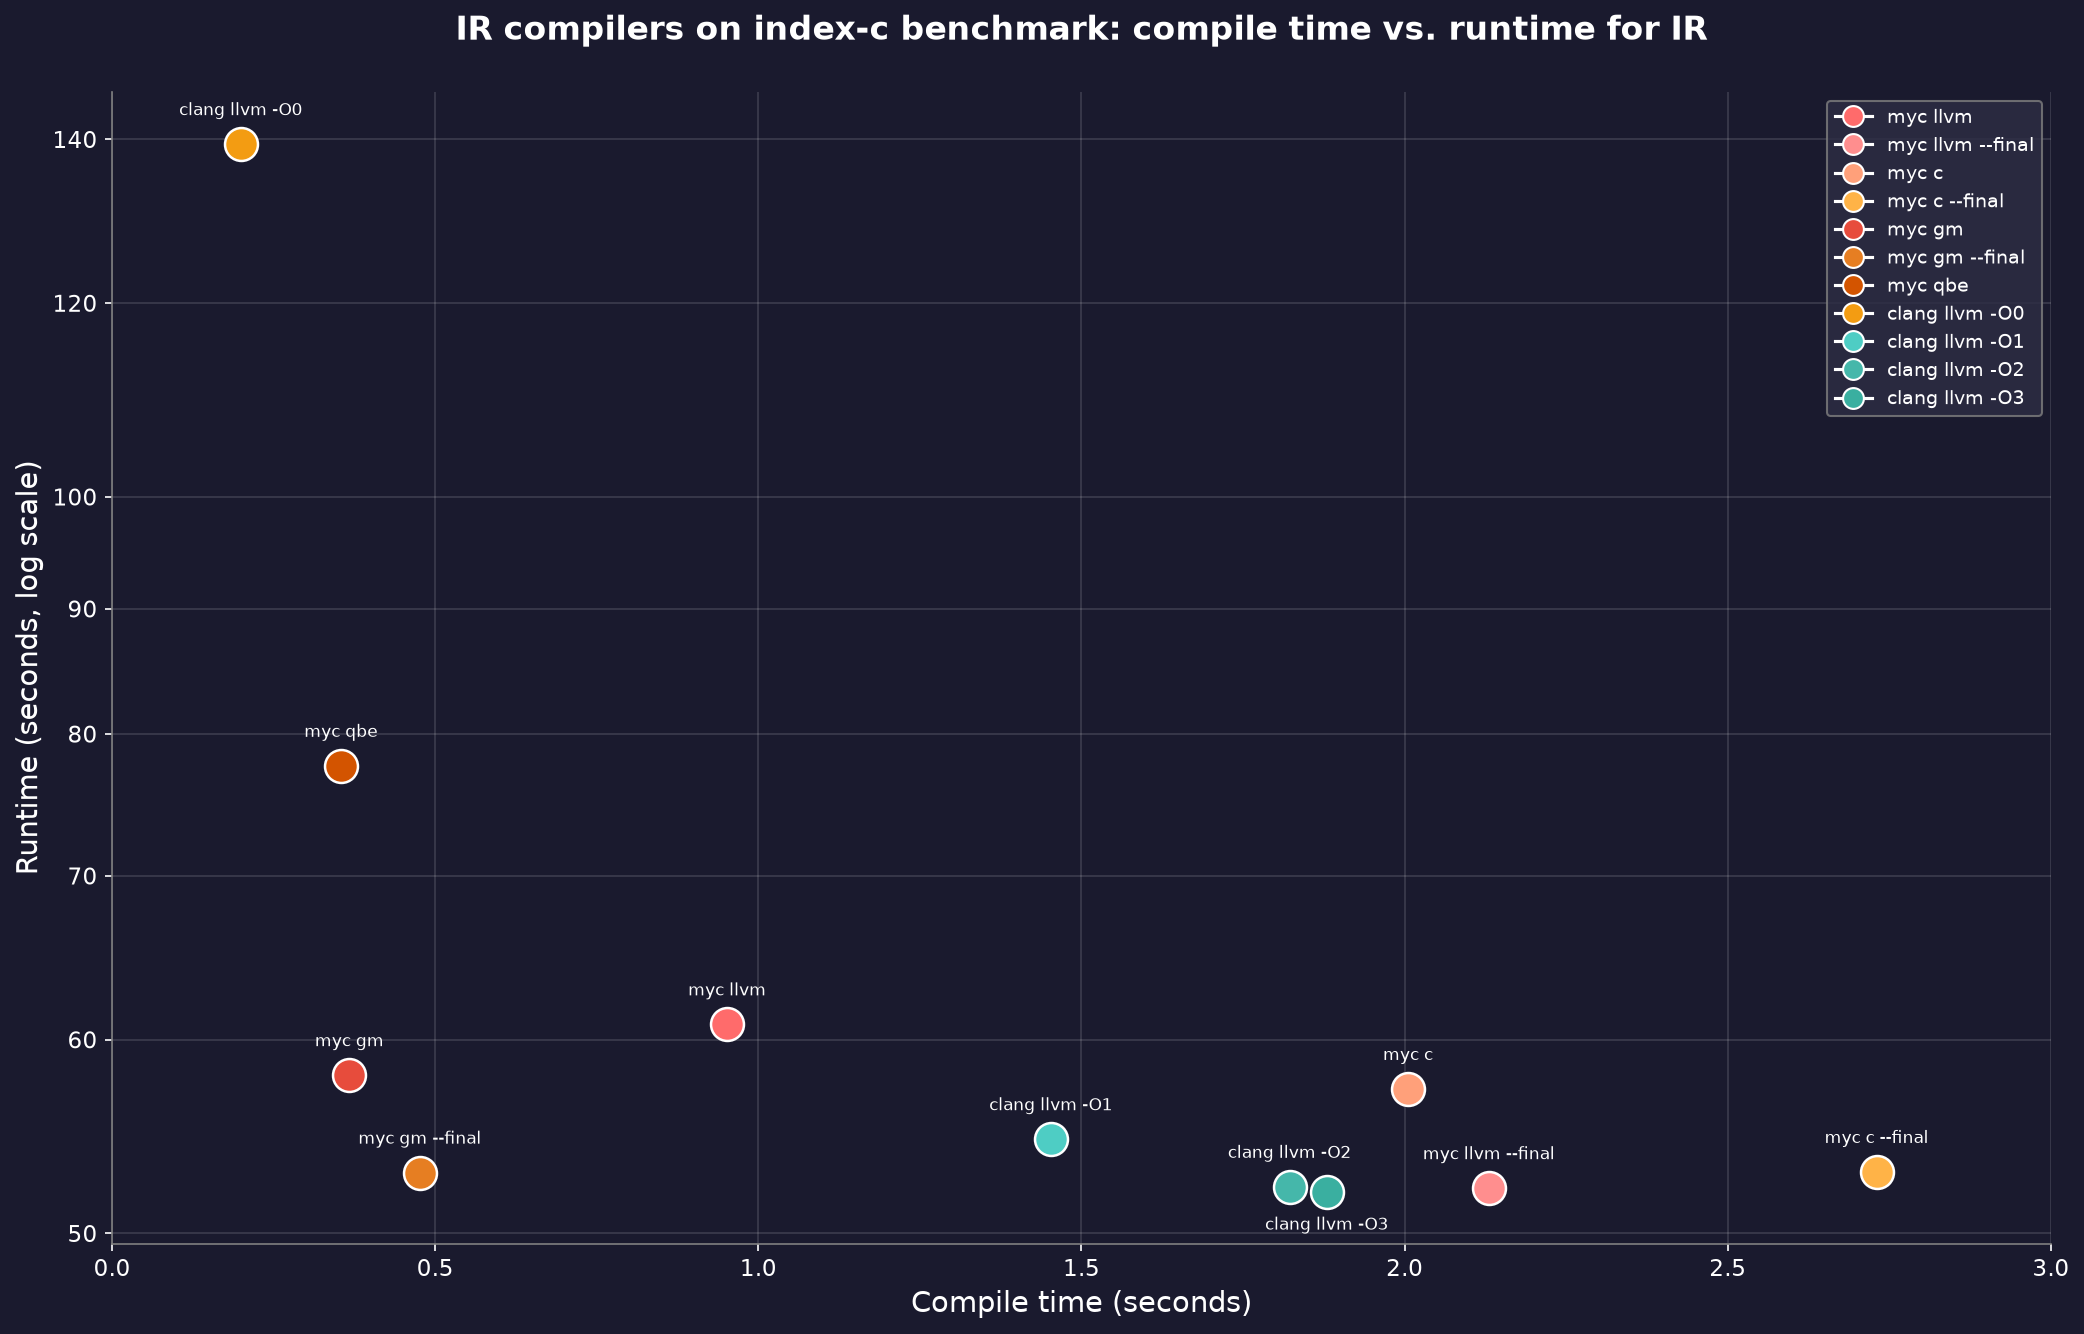 IR compilers on index-c benchmark: compile time vs. runtime for IR
clang llvm -O0
myc llvm
myc llvm --final
myc c
myc c --final
myc gm
myc gm --final
myc qbe
clang llvm -O0
clang llvm -O1
clang llvm -O2
clang llvm -O3
Runtime (seconds, log scale)
140
120
100
90
80
70
60
50
myc qbe
myc llvm
myc gm
myc c
clang llvm -O1
myc gm --final
clang llvm -O2
myc llvm --final
myc c --final
clang llvm -O3
0.0
0.5
1.0
1.5
2.0
2.5
3.0
Compile time (seconds)